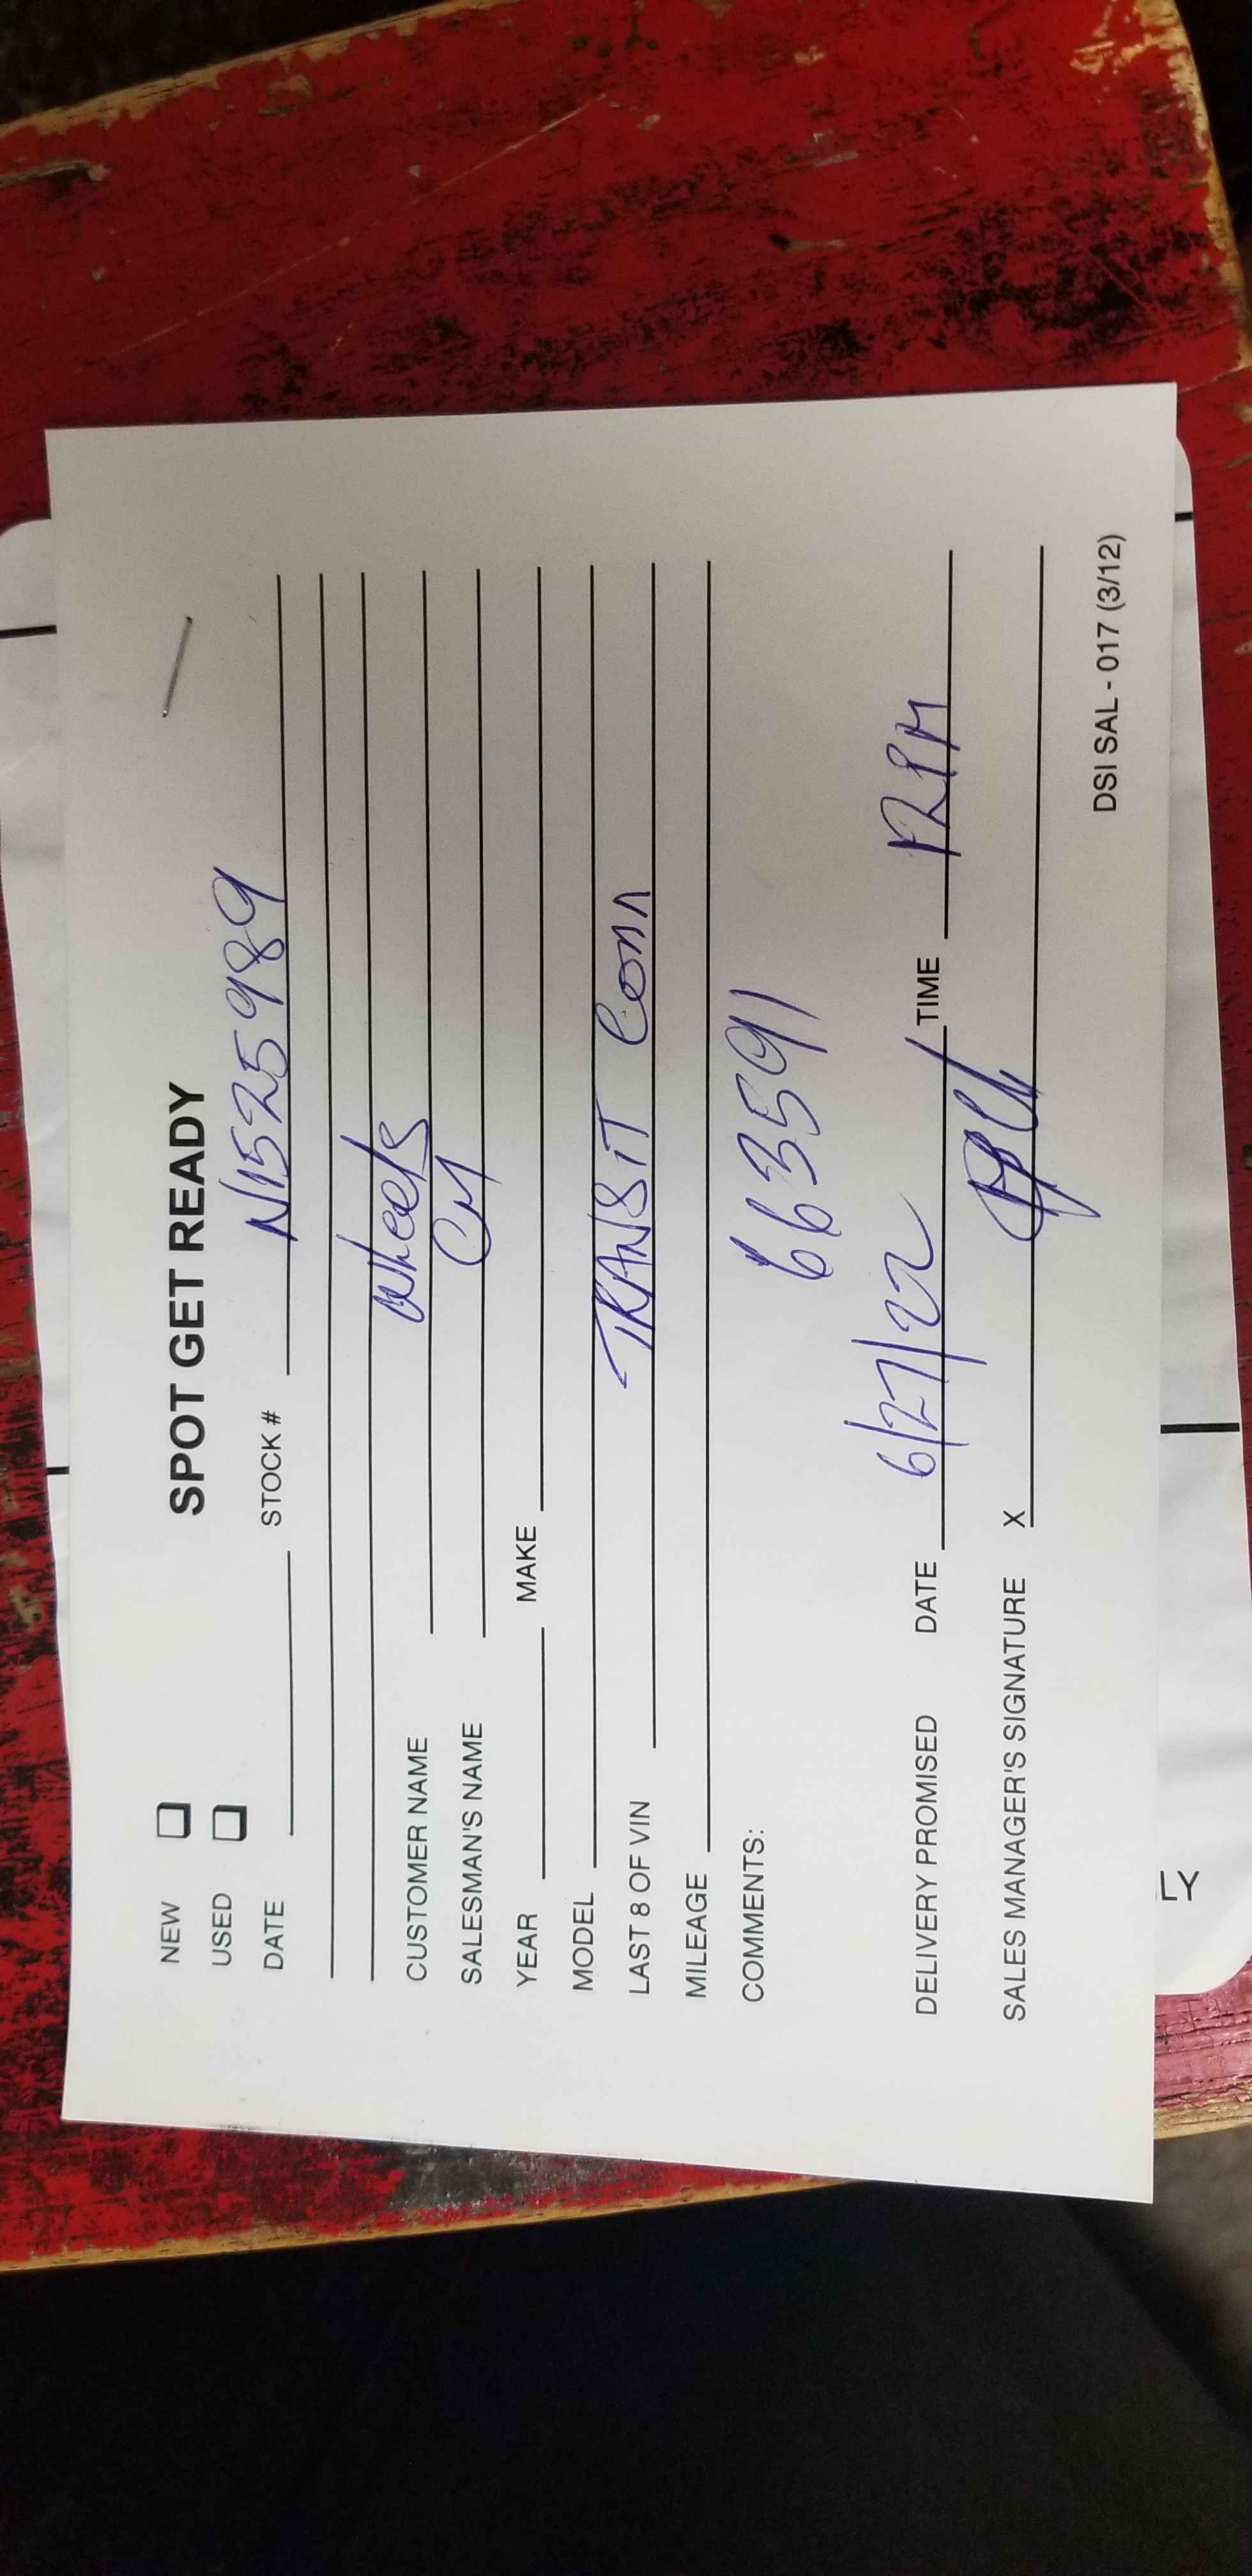 SPOT GET READY
NEW
USED
DATE STOCK # N1525989
CUSTOMER NAME Wheels
SALESMAN'S NAME CM
YEAR MAKE
MODEL
LAST 8 OF VIN TRANSIT Conn
MILEAGE
COMMENTS:
663591
DELIVERY PROMISED DATE 6/27/22 TIME 12PM
SALES MANAGER'S SIGNATURE X
DSI SAL - 017 (3/12)
LY